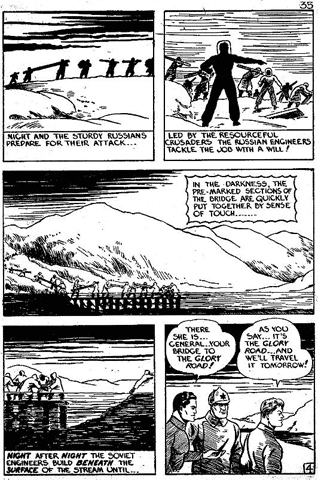 35
NIGHT AND THE STURDY RUSSIANS
PREPARE FOR THEIR ATTACK...
LED BY THE RESOURCEFUL
CRUSADERS THE RUSSIAN ENGINEERS
TACKLE THE JOB WITH A WILL!
IN THE DARKNESS, THE
PRE-MARKED SECTIONS OF
THE BRIDGE ARE QUICKLY
PUT TOGETHER BY SENSE
OF TOUCH.......
NIGHT AFTER NIGHT THE SOVIET
ENGINEERS BUILD BENEATH THE
SURFACE OF THE STREAM UNTIL...
THERE
SHE IS...
GENERAL..YOUR
BRIDGE TO
THE GLORY
ROAD!
AS YOU
SAY... IT'S
THE GLORY
ROAD...AND
WE'LL TRAVEL
IT TOMORROW!
4